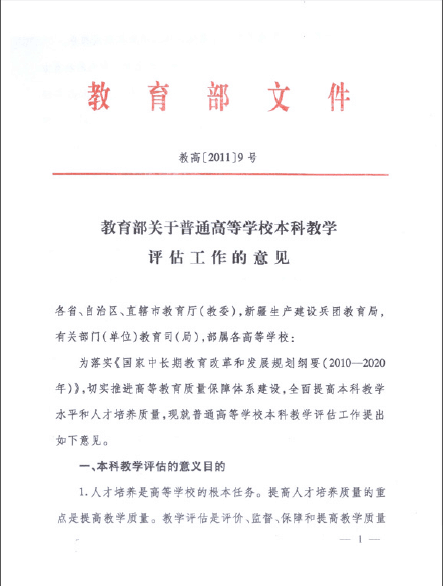 教育部文件
教高[2011]9号
教育部关于普通高等学校本科教学
评估工作的意见
各省、自治区、直辖市教育厅(教委),新疆生产建设兵团教育局,
有关部门(单位)教育司(局),部属各高等学校:
为落实《国家中长期教育改革和发展规划纲要(2010—2020
年)》,切实推进高等教育质量保障体系建设,全面提高本科教学
水平和人才培养质量,现就普通高等学校本科教学评估工作提出
如下意见。
一、本科教学评估的意义目的
1.人才培养是高等学校的根本任务。提高人才培养质量的重
点是提高教学质量。教学评估是评价、监督、保障和提高教学质量
— 1 —